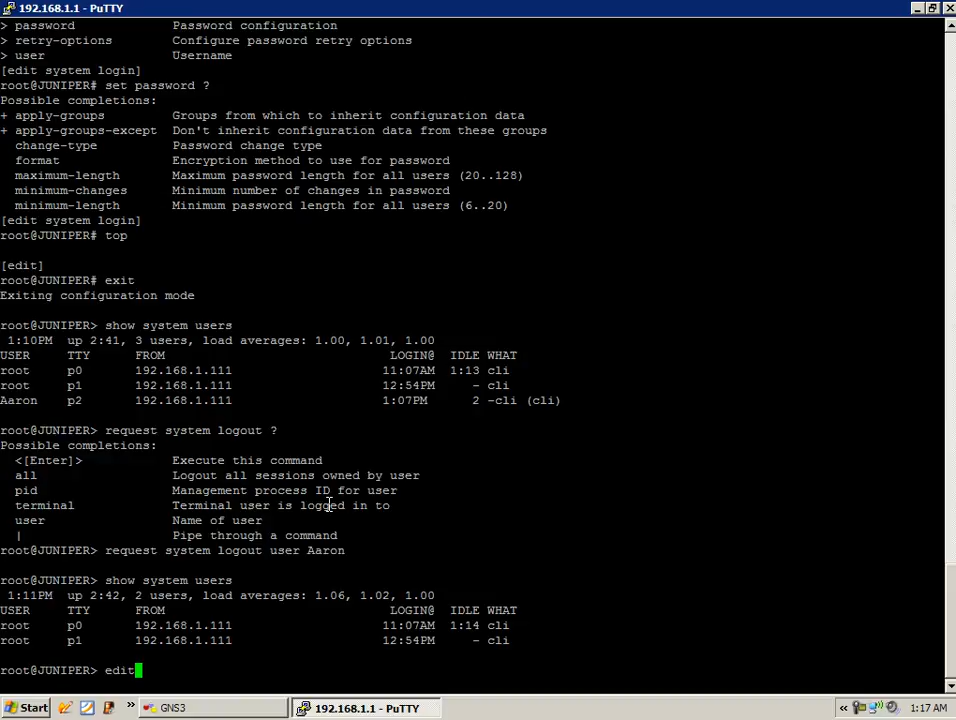 192.168.1.1 - PuTTY
> password Password configuration
> retry-options Configure password retry options
> user Username
[edit system login]
root@JUNIPER# set password ?
Possible completions:
+ apply-groups Groups from which to inherit configuration data
+ apply-groups-except Don't inherit configuration data from these groups
change-type Password change type
format Encryption method to use for password
maximum-length Maximum password length for all users (20..128)
minimum-changes Minimum number of changes in password
minimum-length Minimum password length for all users (6..20)
[edit system login]
root@JUNIPER# top
[edit]
root@JUNIPER# exit
Exiting configuration mode
root@JUNIPER> show system users
1:10PM up 2:41, 3 users, load averages: 1.00, 1.01, 1.00
USER TTY FROM LOGIN@ IDLE WHAT
root p0 192.168.1.111 11:07AM 1:13 cli
root p1 192.168.1.111 12:54PM - cli
Aaron p2 192.168.1.111 1:07PM 2 -cli (cli)
root@JUNIPER> request system logout ?
Possible completions:
<[Enter]> Execute this command
all Logout all sessions owned by user
pid Management process ID for user
terminal Terminal user is logged in to
user Name of user
| Pipe through a command
root@JUNIPER> request system logout user Aaron
root@JUNIPER> show system users
1:11PM up 2:42, 2 users, load averages: 1.06, 1.02, 1.00
USER TTY FROM LOGIN@ IDLE WHAT
root p0 192.168.1.111 11:07AM 1:14 cli
root p1 192.168.1.111 12:54PM - cli
root@JUNIPER> edit
Start » GNS3 192.168.1.1 - PuTTY « 1:17 AM